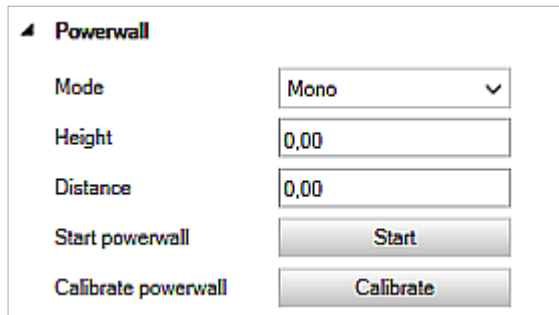 Powerwall
Mode Mono
Height 0,00
Distance 0,00
Start powerwall Start
Calibrate powerwall Calibrate